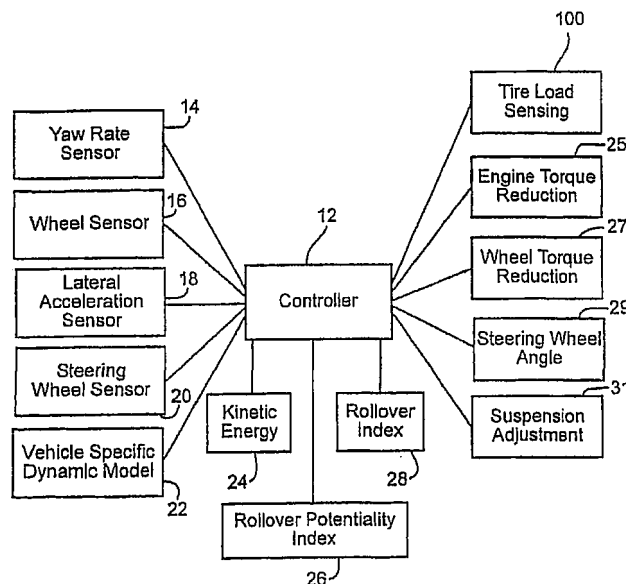 100
Tire Load
Sensing
14
Yaw Rate
Sensor
25
Engine Torque
Reduction
16
Wheel Sensor
12
27
Wheel Torque
Reduction
18
Lateral
Acceleration
Sensor
Controller
29
Steering Wheel
Angle
Steering
Wheel Sensor
20
31
Suspension
Adjustment
Kinetic
Energy
24
Rollover
Index
28
Vehicle Specific
Dynamic Model
22
Rollover Potentiality
Index
26